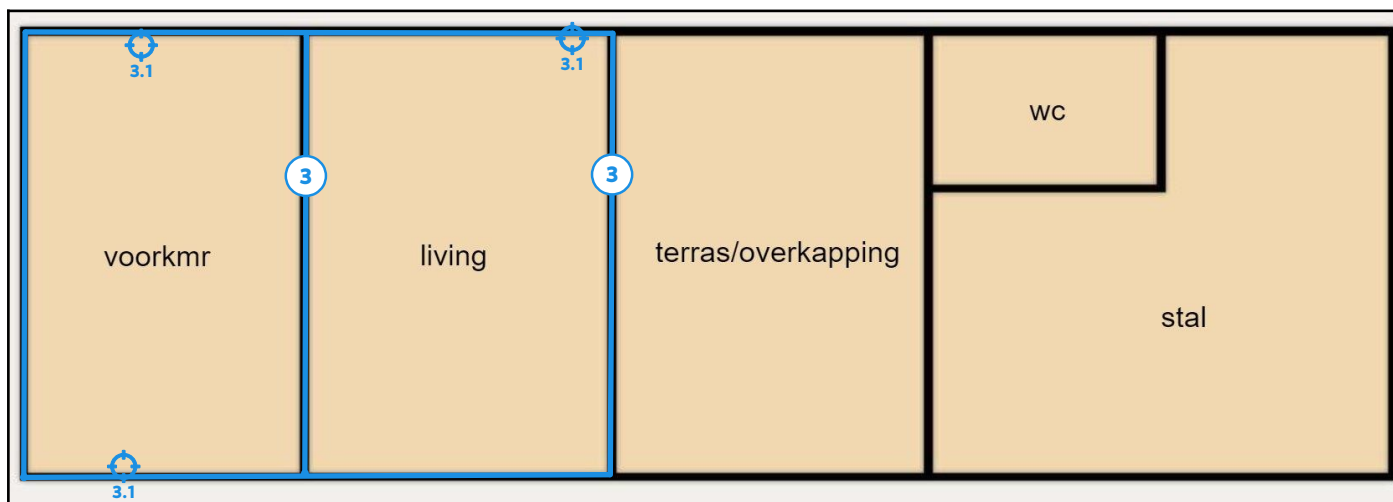 3.1
3.1
wc
3
3
voorkmr
living
terras/overkapping
stal
3.1